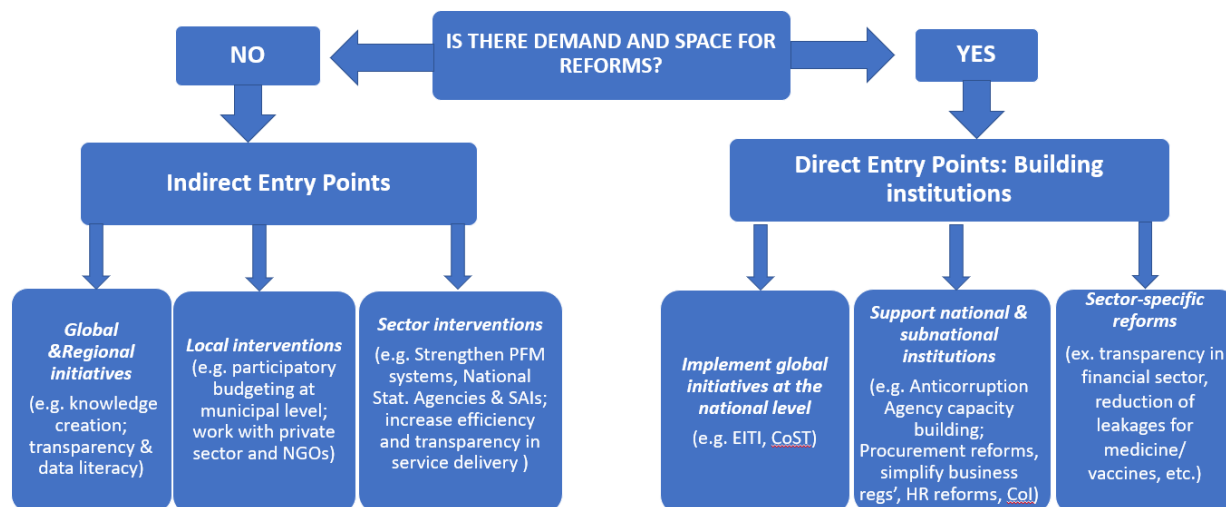 IS THERE DEMAND AND SPACE FOR
REFORMS?
NO
YES
Indirect Entry Points
Direct Entry Points: Building
institutions
Global
&Regional
initiatives
(e.g. knowledge
creation;
transparency &
data literacy)
Local interventions
(e.g. participatory
budgeting at
municipal level;
work with private
sector and NGOs)
Sector interventions
(e.g. Strengthen PFM
systems, National
Stat. Agencies & SAIs;
increase efficiency
and transparency in
service delivery )
Implement global
initiatives at the
national level
(e.g. EITI, CoST)
Support national &
subnational
institutions
(e.g. Anticorruption
Agency capacity
building;
Procurement reforms,
simplify business
regs’, HR reforms, CoI)
Sector-specific
reforms
(ex. transparency in
financial sector,
reduction of
leakages for
medicine/
vaccines, etc.)